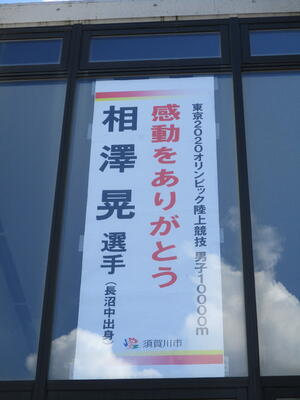 東京2020オリンピック陸上競技 男子10000m
感動をありがとう
相澤晃選手(長沼中出身)
須賀川市